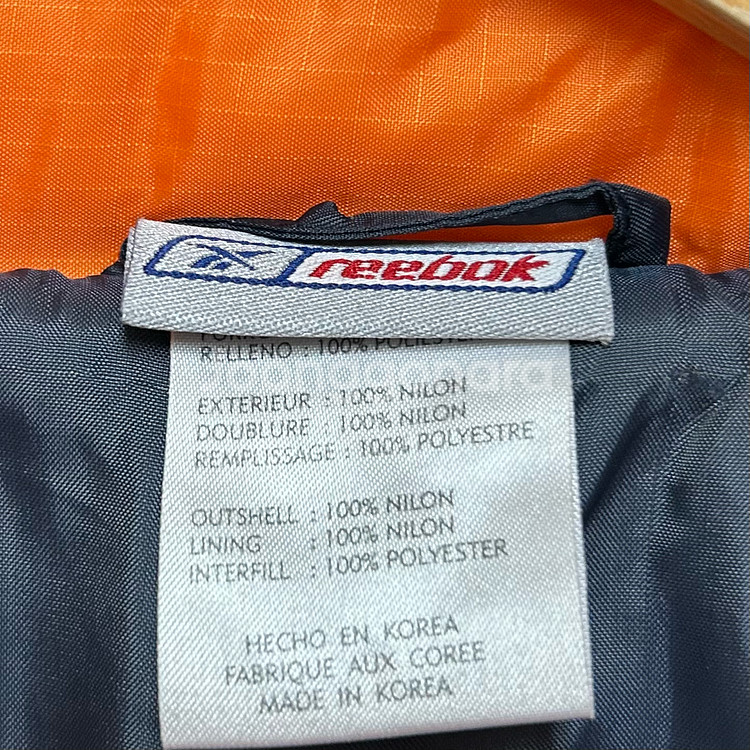 reebok
RELLENO : 100% POLIESTER
EXTERIEUR : 100% NILON
DOUBLURE : 100% NILON
REMPLISSAGE : 100% POLYESTRE
OUTSHELL : 100% NILON
LINING : 100% NILON
INTERFILL : 100% POLYESTER
HECHO EN KOREA
FABRIQUE AUX COREE
MADE IN KOREA